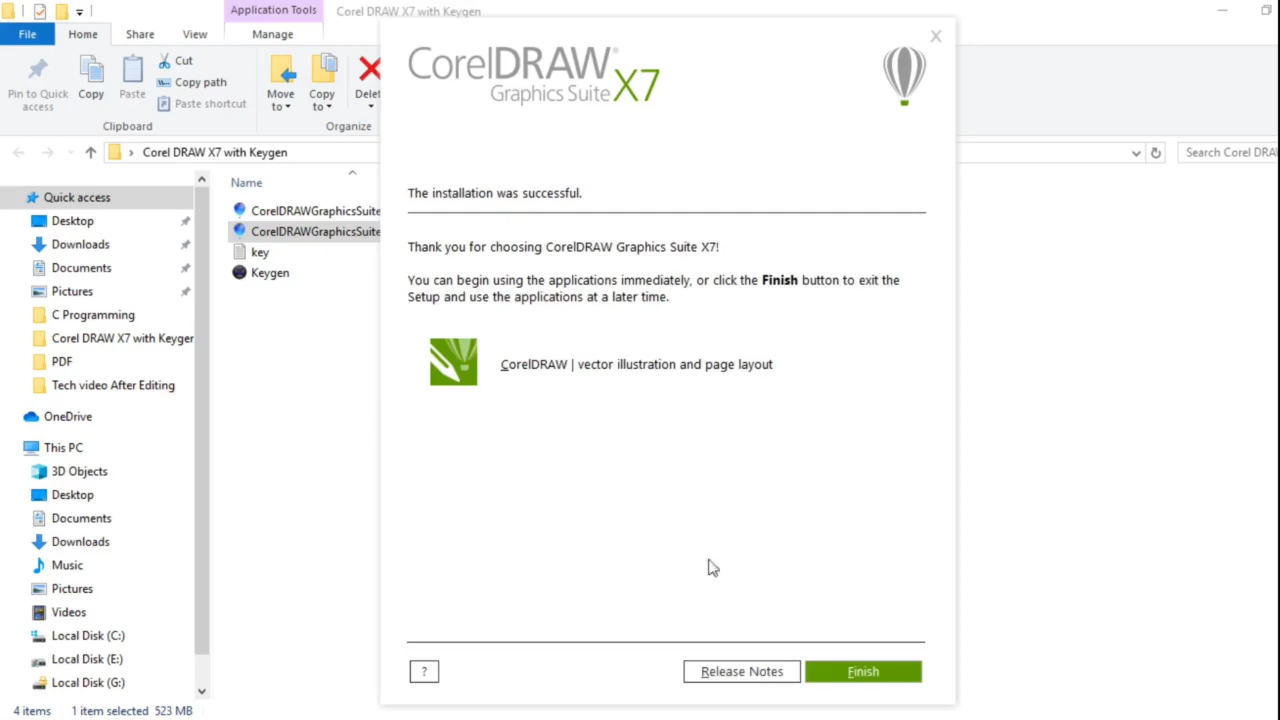 Application Tools
Corel DRAW X7 with Keygen
File
Home
Share
View
Manage
Pin to Quick
access
Copy
Paste
Cut
Copy path
Paste shortcut
Clipboard
Move
to
Copy
to
Delet
Organize
Corel DRAW X7 with Keygen
Search Corel DRA
Quick access
Desktop
Downloads
Documents
Pictures
C Programming
Corel DRAW X7 with Keyger
PDF
Tech video After Editing
OneDrive
This PC
3D Objects
Desktop
Documents
Downloads
Music
Pictures
Videos
Local Disk (C:)
Local Disk (E:)
Local Disk (G:)
4 items
1 item selected 523 MB
Name
CorelDRAWGraphicsSuite
CorelDRAWGraphicsSuite
key
Keygen
CorelDRAW®
Graphics Suite X7
The installation was successful.
Thank you for choosing CorelDRAW Graphics Suite X7!
You can begin using the applications immediately, or click the Finish button to exit the
Setup and use the applications at a later time.
CorelDRAW | vector illustration and page layout
?
Release Notes
Finish